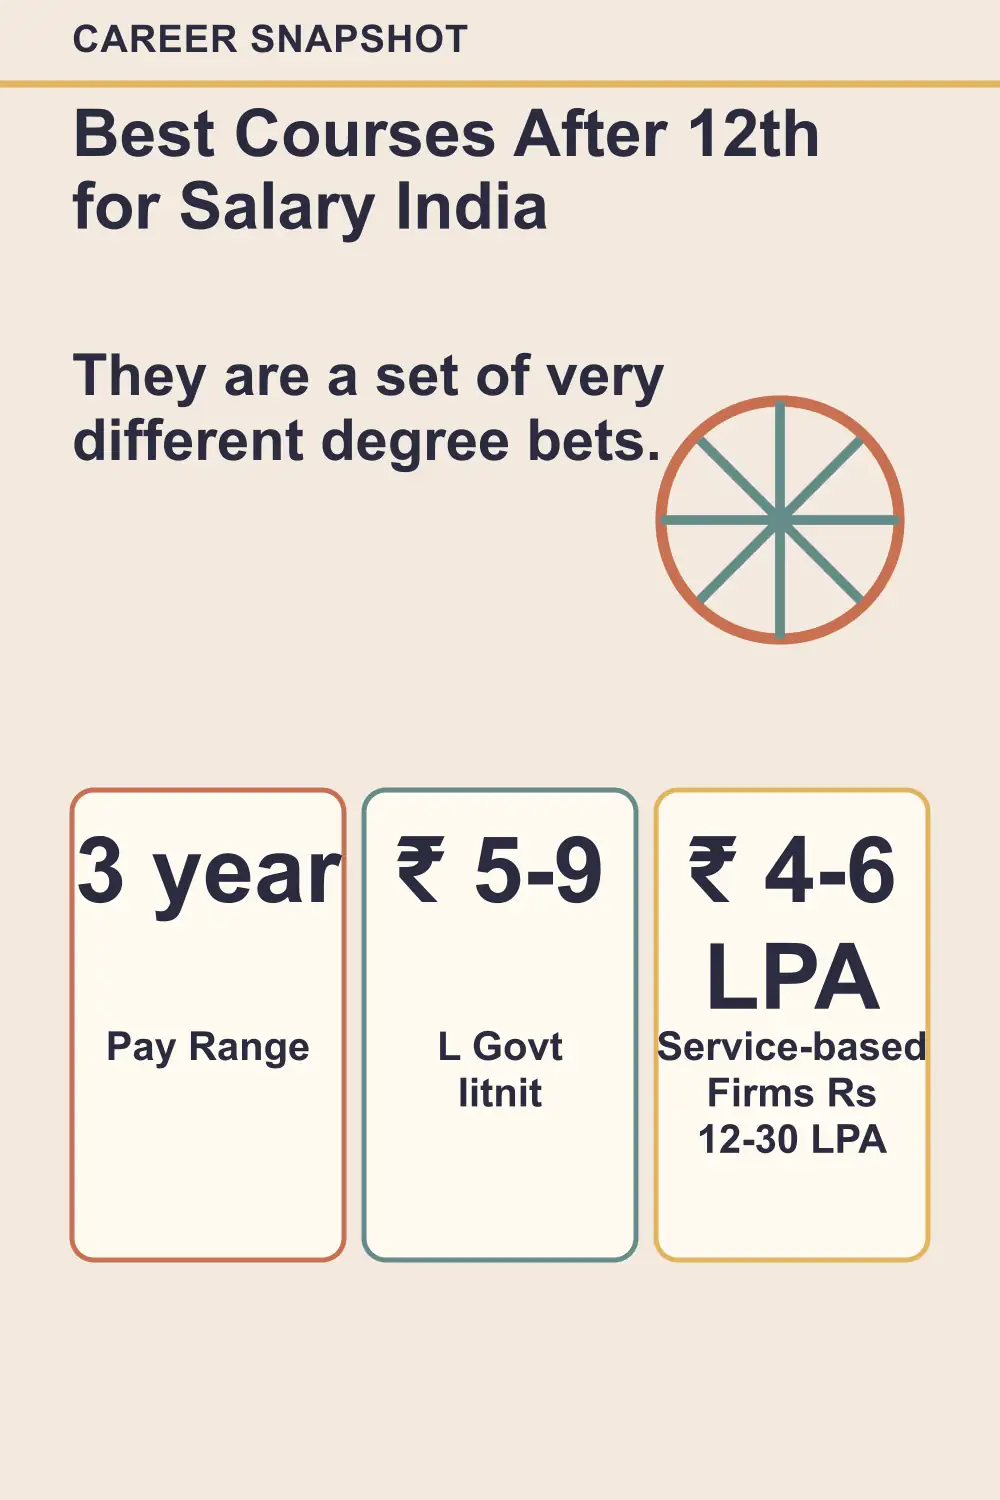 CAREER SNAPSHOT
Best Courses After 12th
for Salary India
They are a set of very
different degree bets.
3 year
Pay Range
₹ 5-9
L Govt
Iitnit
₹ 4-6
LPA
Service-based
Firms Rs
12-30 LPA